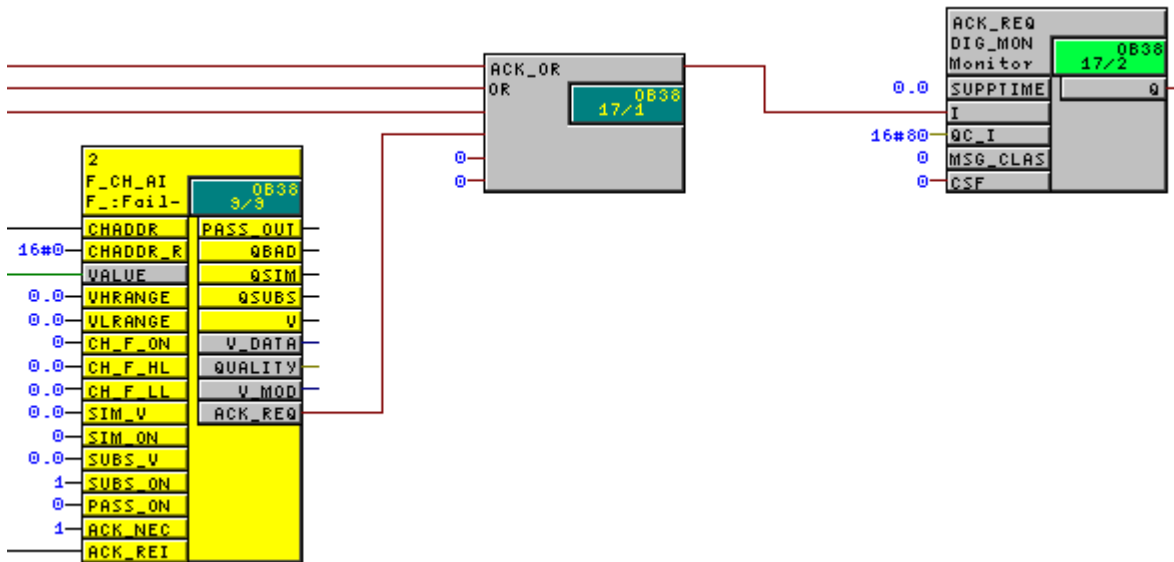 ACK_OR
OR
OB38
17/1
0
0
ACK_REQ
DIG_MON
Monitor
OB38
17/2
0.0 SUPPTIME Q
I
16#80 QC_I
0 MSG_CLAS
0 CSF
2
F_CH_AI
F_:Fail-
OB38
9/9
CHADDR PASS_OUT
16#0 CHADDR_R QBAD
VALUE QSIM
0.0 VHRANGE QSUBS
0.0 VLRANGE V
0 CH_F_ON V_DATA
0.0 CH_F_HL QUALITY
0.0 CH_F_LL V_MOD
0.0 SIM_V ACK_REQ
0 SIM_ON
0.0 SUBS_V
1 SUBS_ON
0 PASS_ON
1 ACK_NEC
ACK_REI